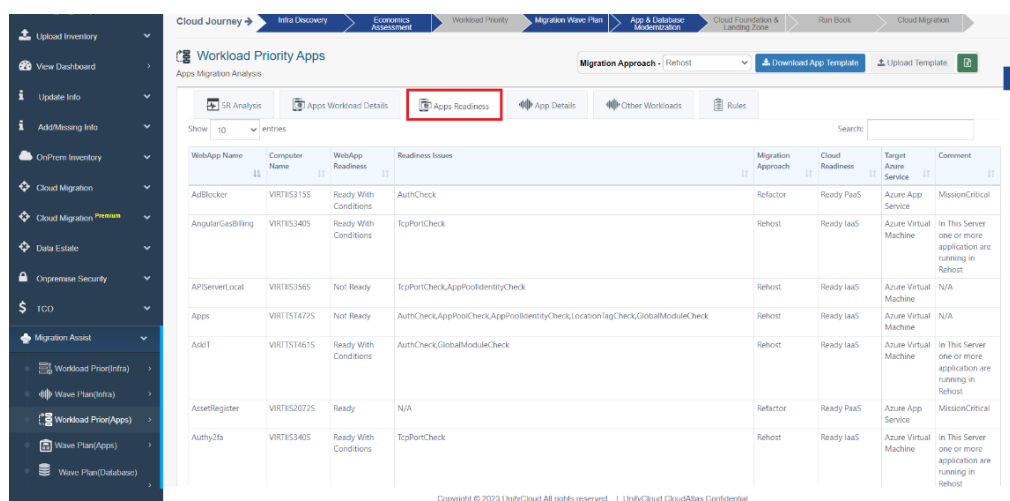 Cloud Journey → Infra Discovery Economics Assessment Workload Priority Migration Wave Plan App & Database Modernization Cloud Foundation & Landing Zone Run Book Cloud Migration
Upload Inventory
View Dashboard
Update Info
Add/Missing Info
OnPrem Inventory
Cloud Migration
Cloud Migration Premium
Data Estate
Onpremise Security
TCO
Migration Assist
Workload Prior(Infra)
Wave Plan(Infra)
Workload Prior(Apps)
Wave Plan(Apps)
Wave Plan(Database)
Workload Priority Apps
Apps Migration Analysis
Migration Approach - Rehost
Download App Template
Upload Template
SR Analysis Apps Workload Details Apps Readiness App Details Other Workloads Rules
Show 10 entries Search:
WebApp Name Computer Name WebApp Readiness Readiness Issues Migration Approach Cloud Readiness Target Azure Service Comment
AdBlocker VIRTIIS315S Ready With Conditions AuthCheck Refactor Ready PaaS Azure App Service MissionCritical
AngularGasBilling VIRTIIS340S Ready With Conditions TcpPortCheck Rehost Ready IaaS Azure Virtual Machine In This Server one or more application are running in Rehost
APIServerLocal VIRTIIS356S Not Ready TcpPortCheck,AppPoolIdentityCheck Rehost Ready IaaS Azure Virtual Machine N/A
Apps VIRTTST472S Not Ready AuthCheck,AppPoolCheck,AppPoolIdentityCheck,LocationTagCheck,GlobalModuleCheck Rehost Ready IaaS Azure Virtual Machine N/A
AskIT VIRTTST461S Ready With Conditions AuthCheck,GlobalModuleCheck Rehost Ready IaaS Azure Virtual Machine In This Server one or more application are running in Rehost
AssetRegister VIRTIIS2072S Ready N/A Refactor Ready PaaS Azure App Service MissionCritical
Authy2fa VIRTIIS340S Ready With Conditions TcpPortCheck Rehost Ready IaaS Azure Virtual Machine In This Server one or more application are running in Rehost
Copyright © 2023 UnifyCloud All rights reserved. | UnifyCloud CloudAtlas Confidential